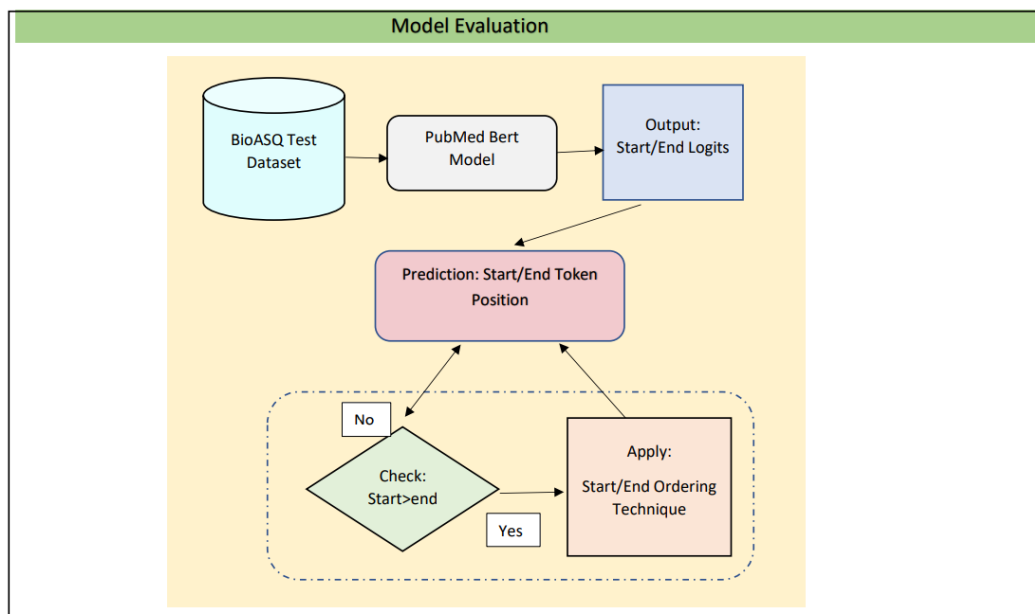 Model Evaluation
BioASQ Test
Dataset
PubMed Bert
Model
Output:
Start/End Logits
Prediction: Start/End Token
Position
No
Check:
Start>end
Yes
Apply:
Start/End Ordering
Technique